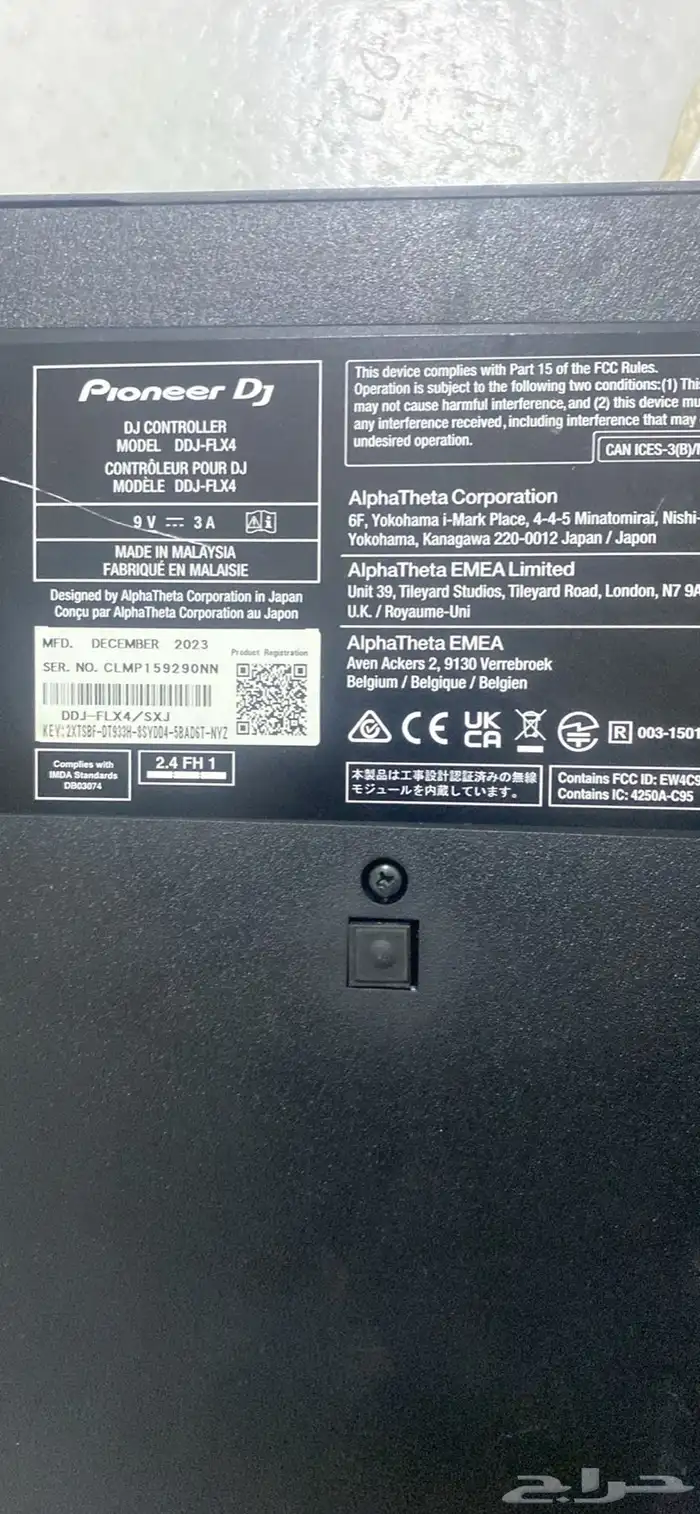 Pioneer Dj
DJ CONTROLLER
MODEL DDJ-FLX4
CONTRÔLEUR POUR DJ
MODÈLE DDJ-FLX4
9 V 3 A
MADE IN MALAYSIA
FABRIQUÉ EN MALAISIE
Designed by AlphaTheta Corporation in Japan
Conçu par AlphaTheta Corporation au Japon
MFD. DECEMBER 2023
Product Registration
SER. NO. CLMP159290NN
DDJ-FLX4/SXJ
KEY:2XTSBF-DT933H-8SYDD4-5BAD6T-NYZ
Complies with
IMDA Standards
DB03074
2.4 FH 1
This device complies with Part 15 of the FCC Rules.
Operation is subject to the following two conditions:(1) This
may not cause harmful interference, and (2) this device mu
any interference received, including interference that may
undesired operation.
CAN ICES-3(B)/
AlphaTheta Corporation
6F, Yokohama i-Mark Place, 4-4-5 Minatomirai, Nishi-
Yokohama, Kanagawa 220-0012 Japan / Japon
AlphaTheta EMEA Limited
Unit 39, Tileyard Studios, Tileyard Road, London, N7 9A
U.K. / Royaume-Uni
AlphaTheta EMEA
Aven Ackers 2, 9130 Verrebroek
Belgium / Belgique / Belgien
CE UK CA R 003-1501
本製品は工事設計認証済みの無線
モジュールを内蔵しています。
Contains FCC ID: EW4C9
Contains IC: 4250A-C95
حراج